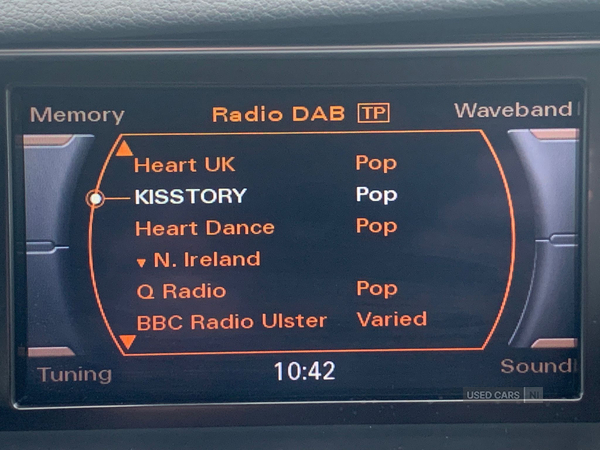 Memory Radio DAB TP Waveband
Heart UK Pop
KISSTORY Pop
Heart Dance Pop
▼ N. Ireland
Q Radio Pop
BBC Radio Ulster Varied
Tuning 10:42 Sound
USED CARS NI